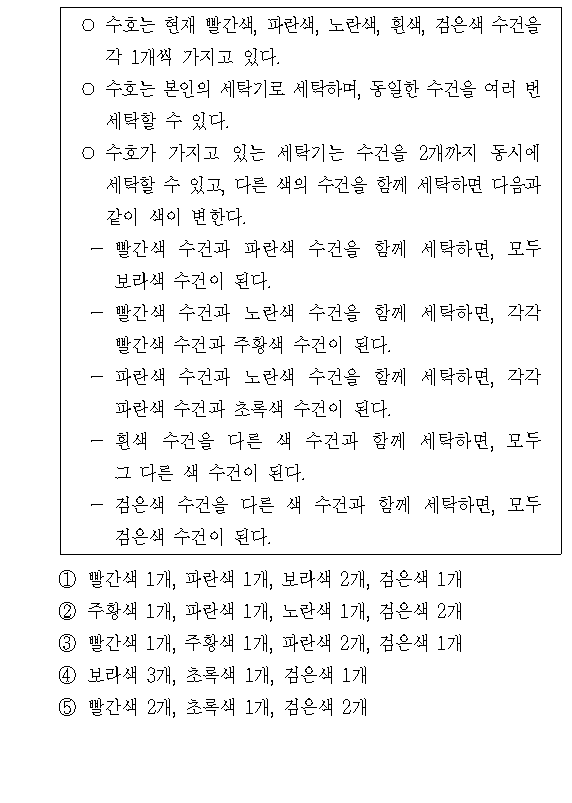 ○ 수호는 현재 빨간색, 파란색, 노란색, 흰색, 검은색 수건을
각 1개씩 가지고 있다.
○ 수호는 본인의 세탁기로 세탁하며, 동일한 수건을 여러 번
세탁할 수 있다.
○ 수호가 가지고 있는 세탁기는 수건을 2개까지 동시에
세탁할 수 있고, 다른 색의 수건을 함께 세탁하면 다음과
같이 색이 변한다.
－ 빨간색 수건과 파란색 수건을 함께 세탁하면, 모두
보라색 수건이 된다.
－ 빨간색 수건과 노란색 수건을 함께 세탁하면, 각각
빨간색 수건과 주황색 수건이 된다.
－ 파란색 수건과 노란색 수건을 함께 세탁하면, 각각
파란색 수건과 초록색 수건이 된다.
－ 흰색 수건을 다른 색 수건과 함께 세탁하면, 모두
그 다른 색 수건이 된다.
－ 검은색 수건을 다른 색 수건과 함께 세탁하면, 모두
검은색 수건이 된다.
① 빨간색 1개, 파란색 1개, 보라색 2개, 검은색 1개
② 주황색 1개, 파란색 1개, 노란색 1개, 검은색 2개
③ 빨간색 1개, 주황색 1개, 파란색 2개, 검은색 1개
④ 보라색 3개, 초록색 1개, 검은색 1개
⑤ 빨간색 2개, 초록색 1개, 검은색 2개